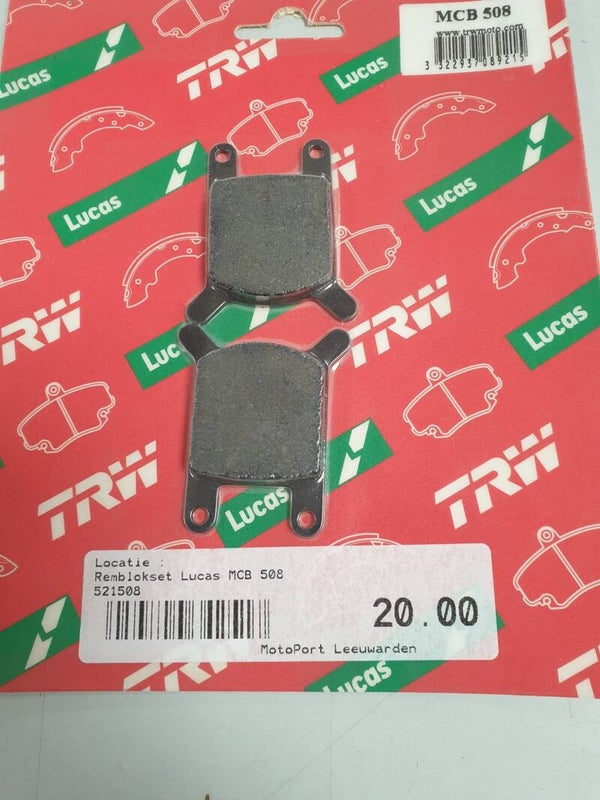 TRW
MCB 508
www.trwmoto.com
3 322937 089215
Lucas
Lucas
TRW
TRW
Lucas
Lucas
TRW
TRW
Lucas
Locatie :
Remblokset Lucas MCB 508
521508
20.00
MotoPort Leeuwarden
Lucas